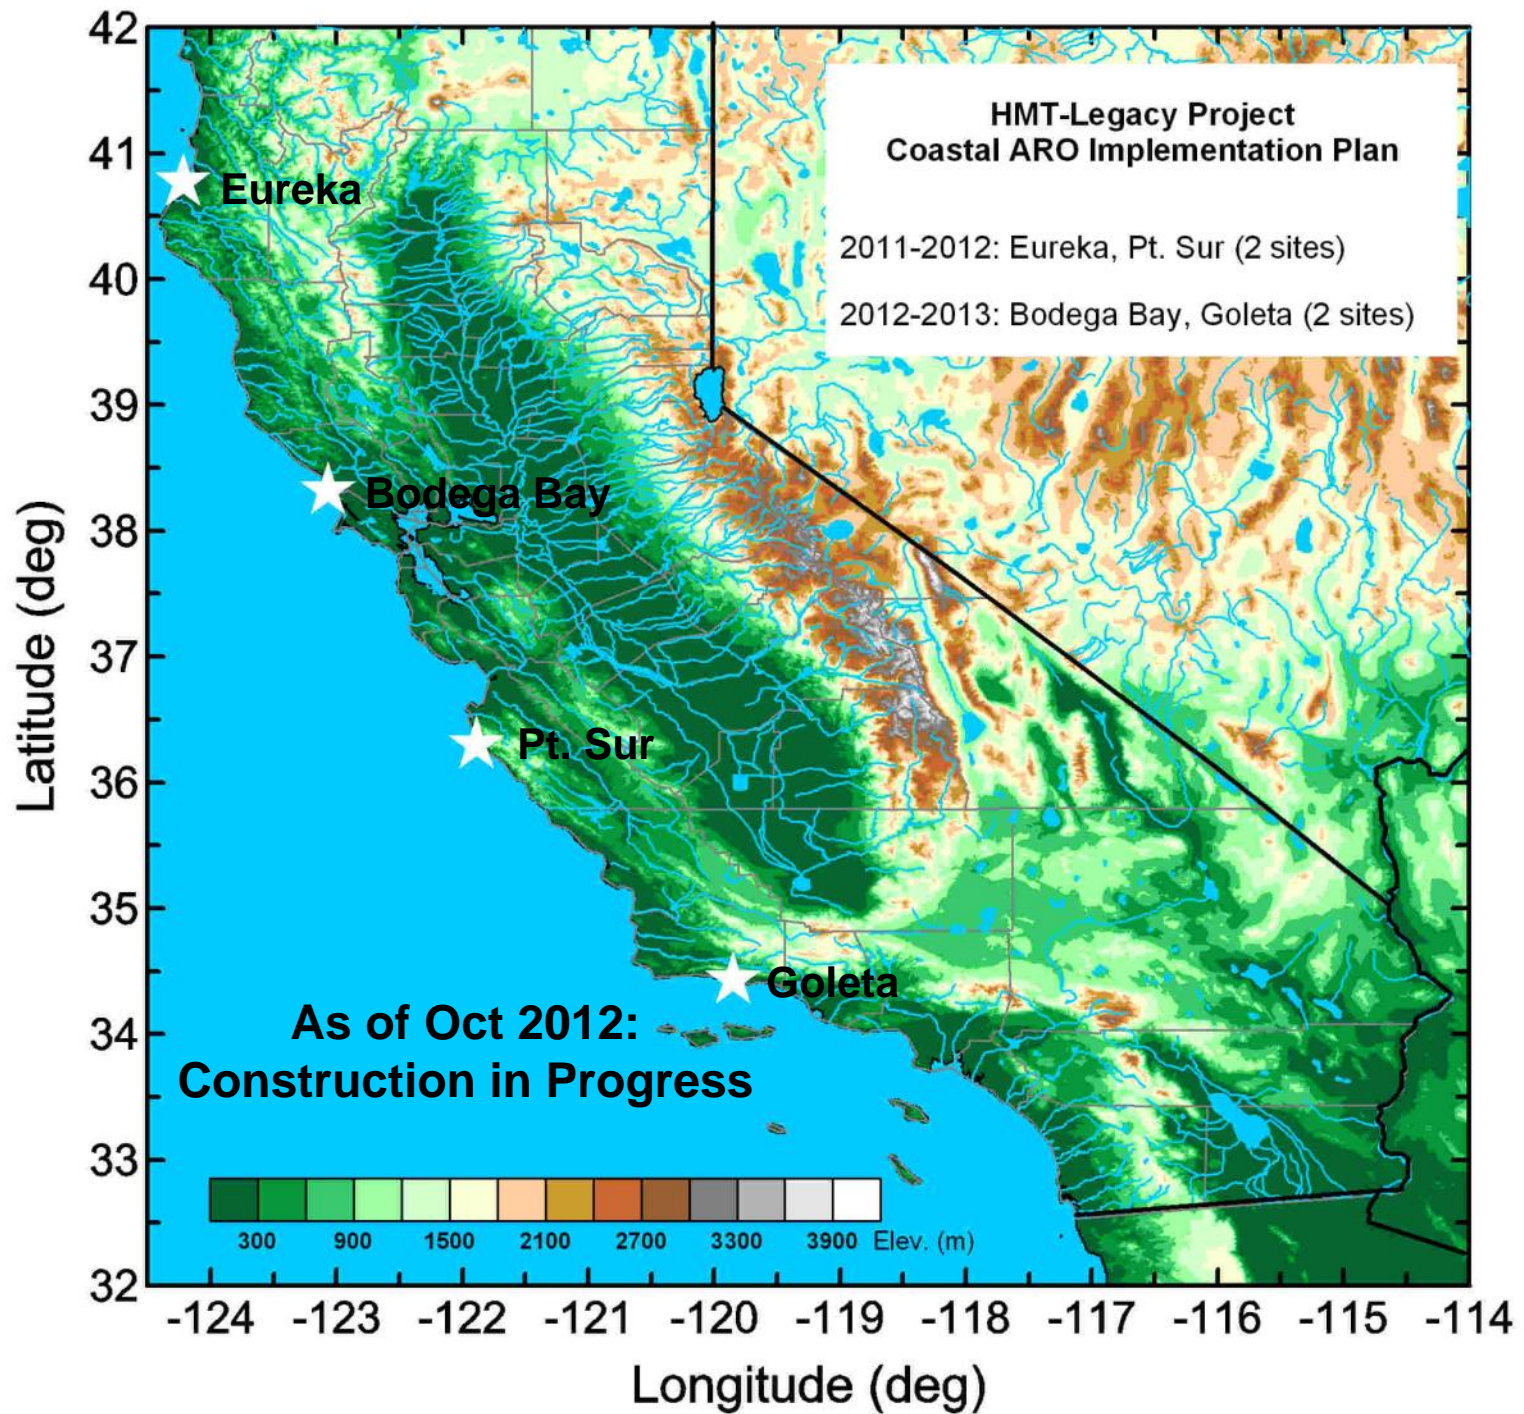 HMT-Legacy Project
Coastal ARO Implementation Plan
2011-2012: Eureka, Pt. Sur (2 sites)
2012-2013: Bodega Bay, Goleta (2 sites)
Eureka
Bodega Bay
Pt. Sur
Goleta
As of Oct 2012:
Construction in Progress
300 900 1500 2100 2700 3300 3900 Elev. (m)
42
41
40
39
38
37
36
35
34
33
32
Latitude (deg)
-124 -123 -122 -121 -120 -119 -118 -117 -116 -115 -114
Longitude (deg)